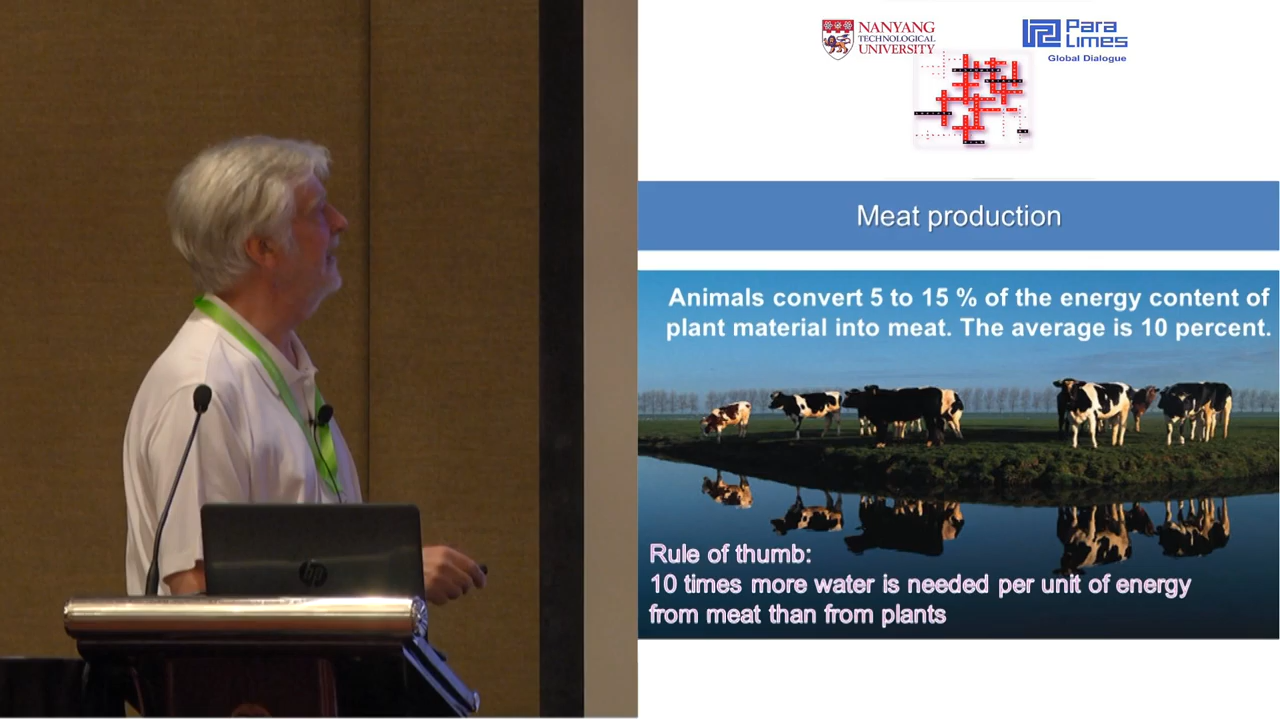 NANYANG
TECHNOLOGICAL
UNIVERSITY
Para
Limes
Global Dialogue
Meat production
Animals convert 5 to 15 % of the energy content of
plant material into meat. The average is 10 percent.
Rule of thumb:
10 times more water is needed per unit of energy
from meat than from plants
hp